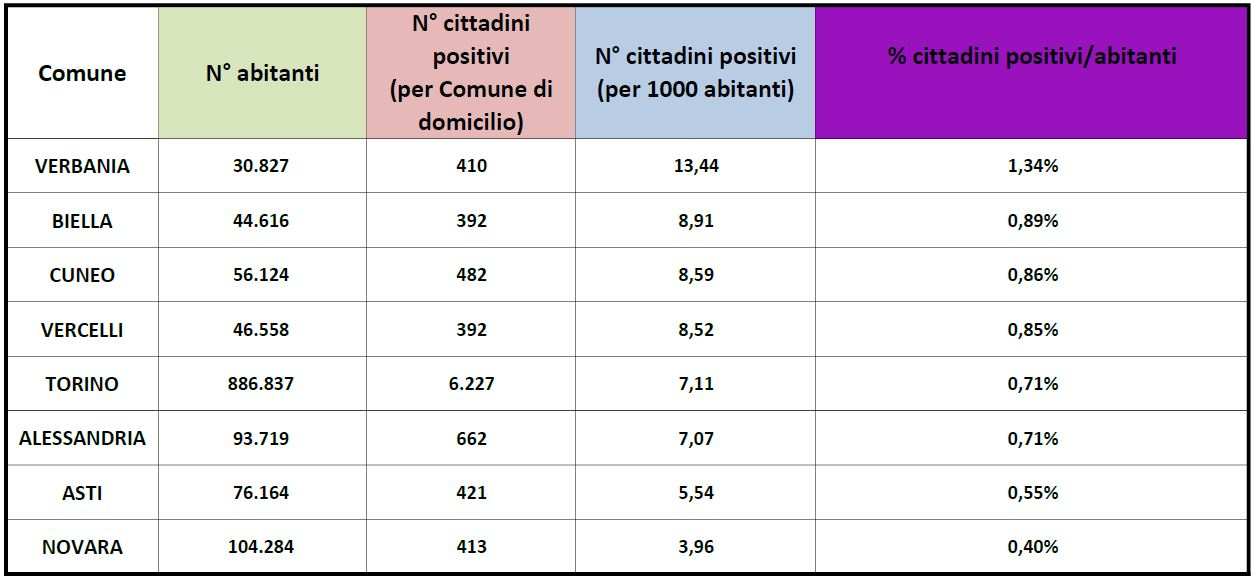 Comune N° abitanti N° cittadini positivi (per Comune di domicilio) N° cittadini positivi (per 1000 abitanti) % cittadini positivi/abitanti
VERBANIA 30.827 410 13,44 1,34%
BIELLA 44.616 392 8,91 0,89%
CUNEO 56.124 482 8,59 0,86%
VERCELLI 46.558 392 8,52 0,85%
TORINO 886.837 6.227 7,11 0,71%
ALESSANDRIA 93.719 662 7,07 0,71%
ASTI 76.164 421 5,54 0,55%
NOVARA 104.284 413 3,96 0,40%